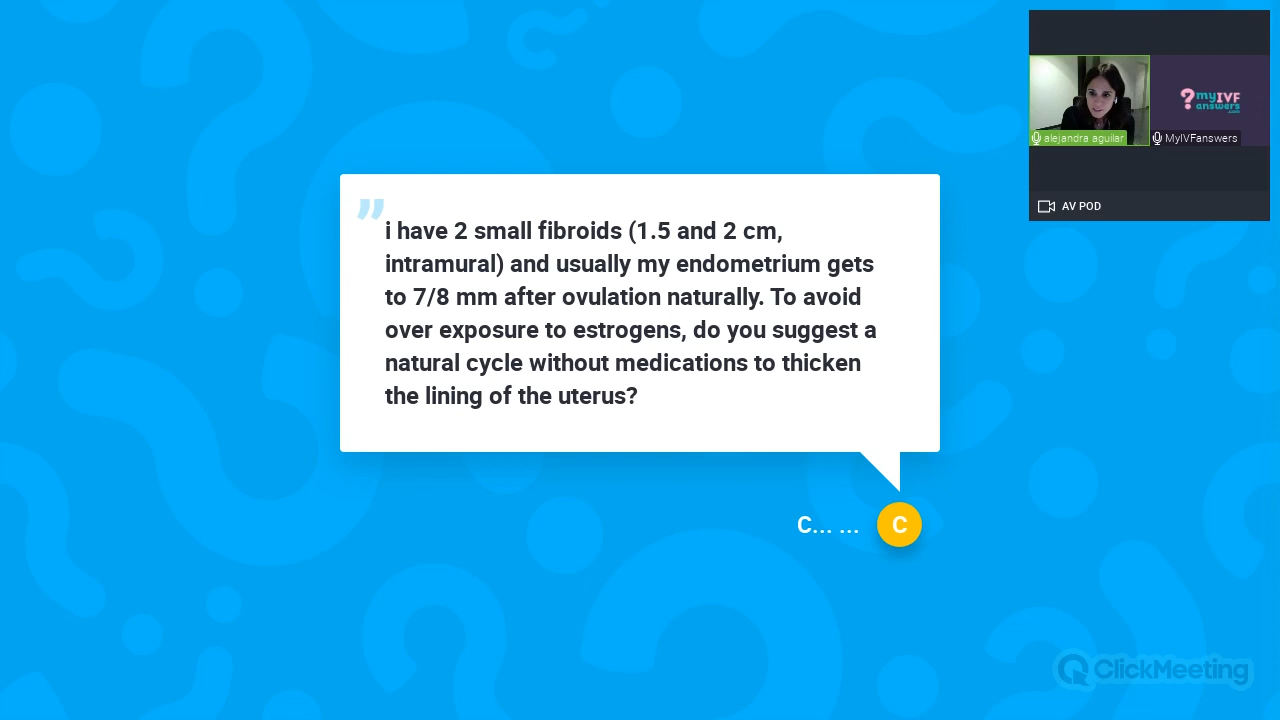 i have 2 small fibroids (1.5 and 2 cm,
intramural) and usually my endometrium gets
to 7/8 mm after ovulation naturally. To avoid
over exposure to estrogens, do you suggest a
natural cycle without medications to thicken
the lining of the uterus?
C... ...
C
alejandra aguilar
?myIVF
answers
.com
MyIVFanswers
AV POD
ClickMeeting